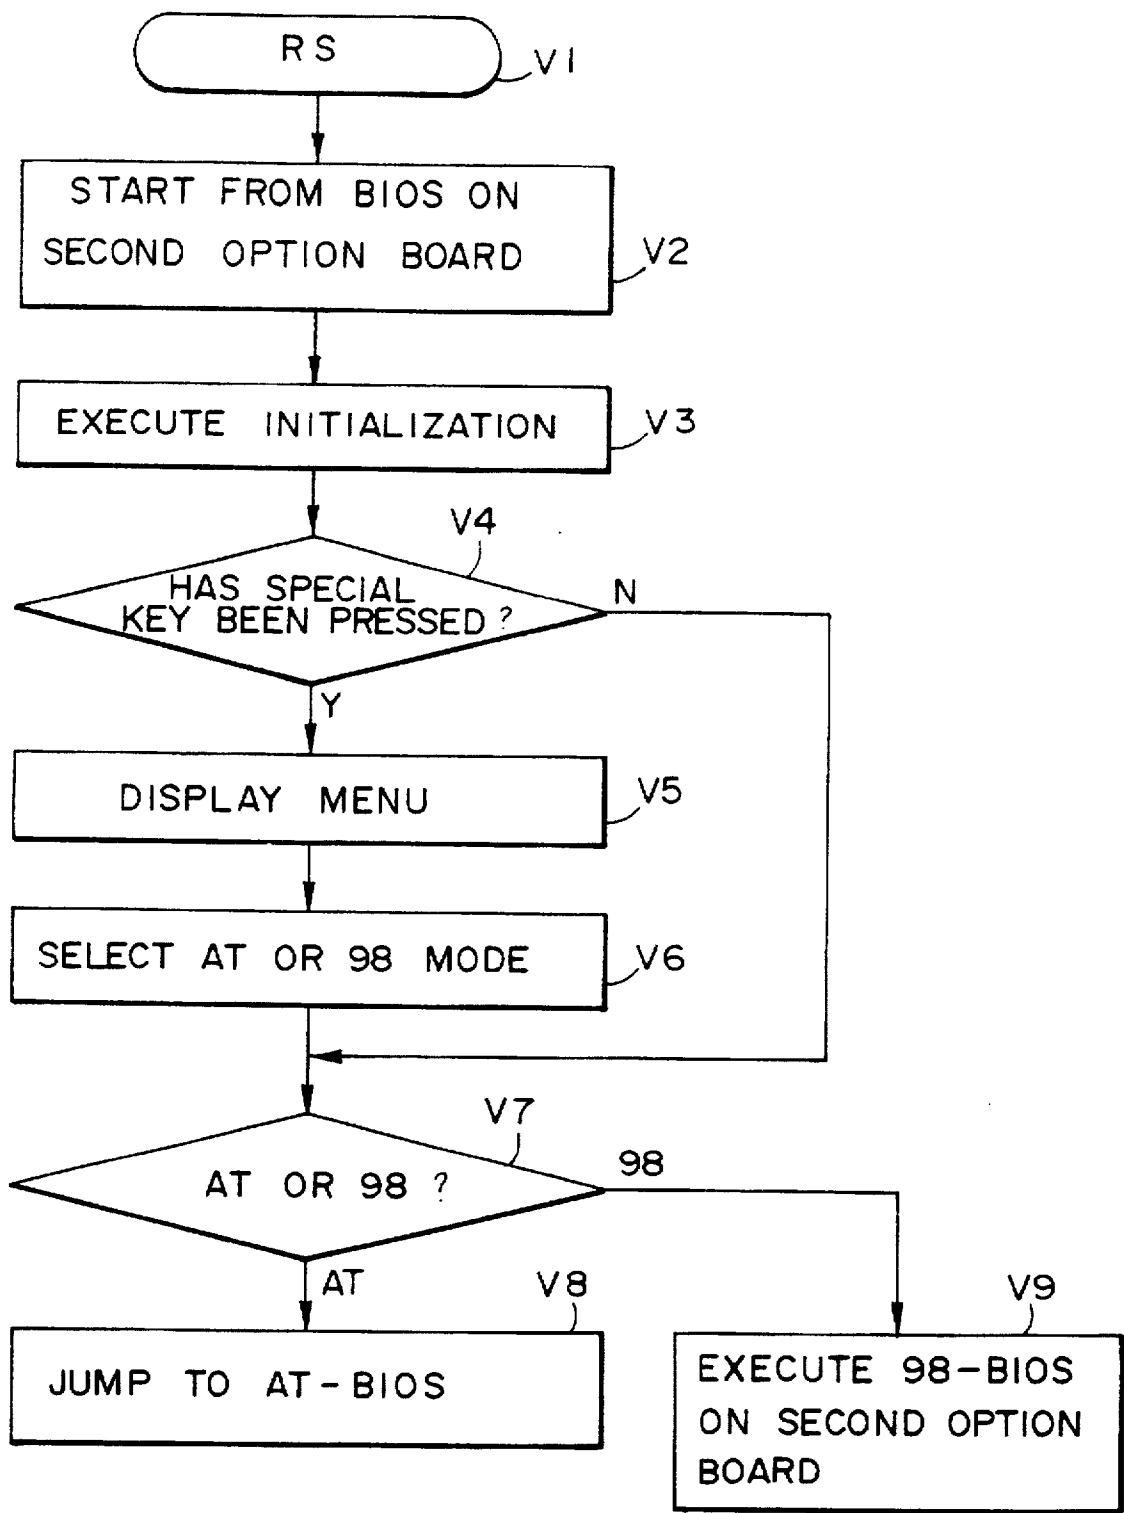 RS
V1
START FROM BIOS ON
SECOND OPTION BOARD
V2
EXECUTE INITIALIZATION
V3
V4
HAS SPECIAL
KEY BEEN PRESSED?
N
Y
DISPLAY MENU
V5
SELECT AT OR 98 MODE
V6
V7
AT OR 98 ?
98
AT
V8
JUMP TO AT-BIOS
V9
EXECUTE 98-BIOS
ON SECOND OPTION
BOARD